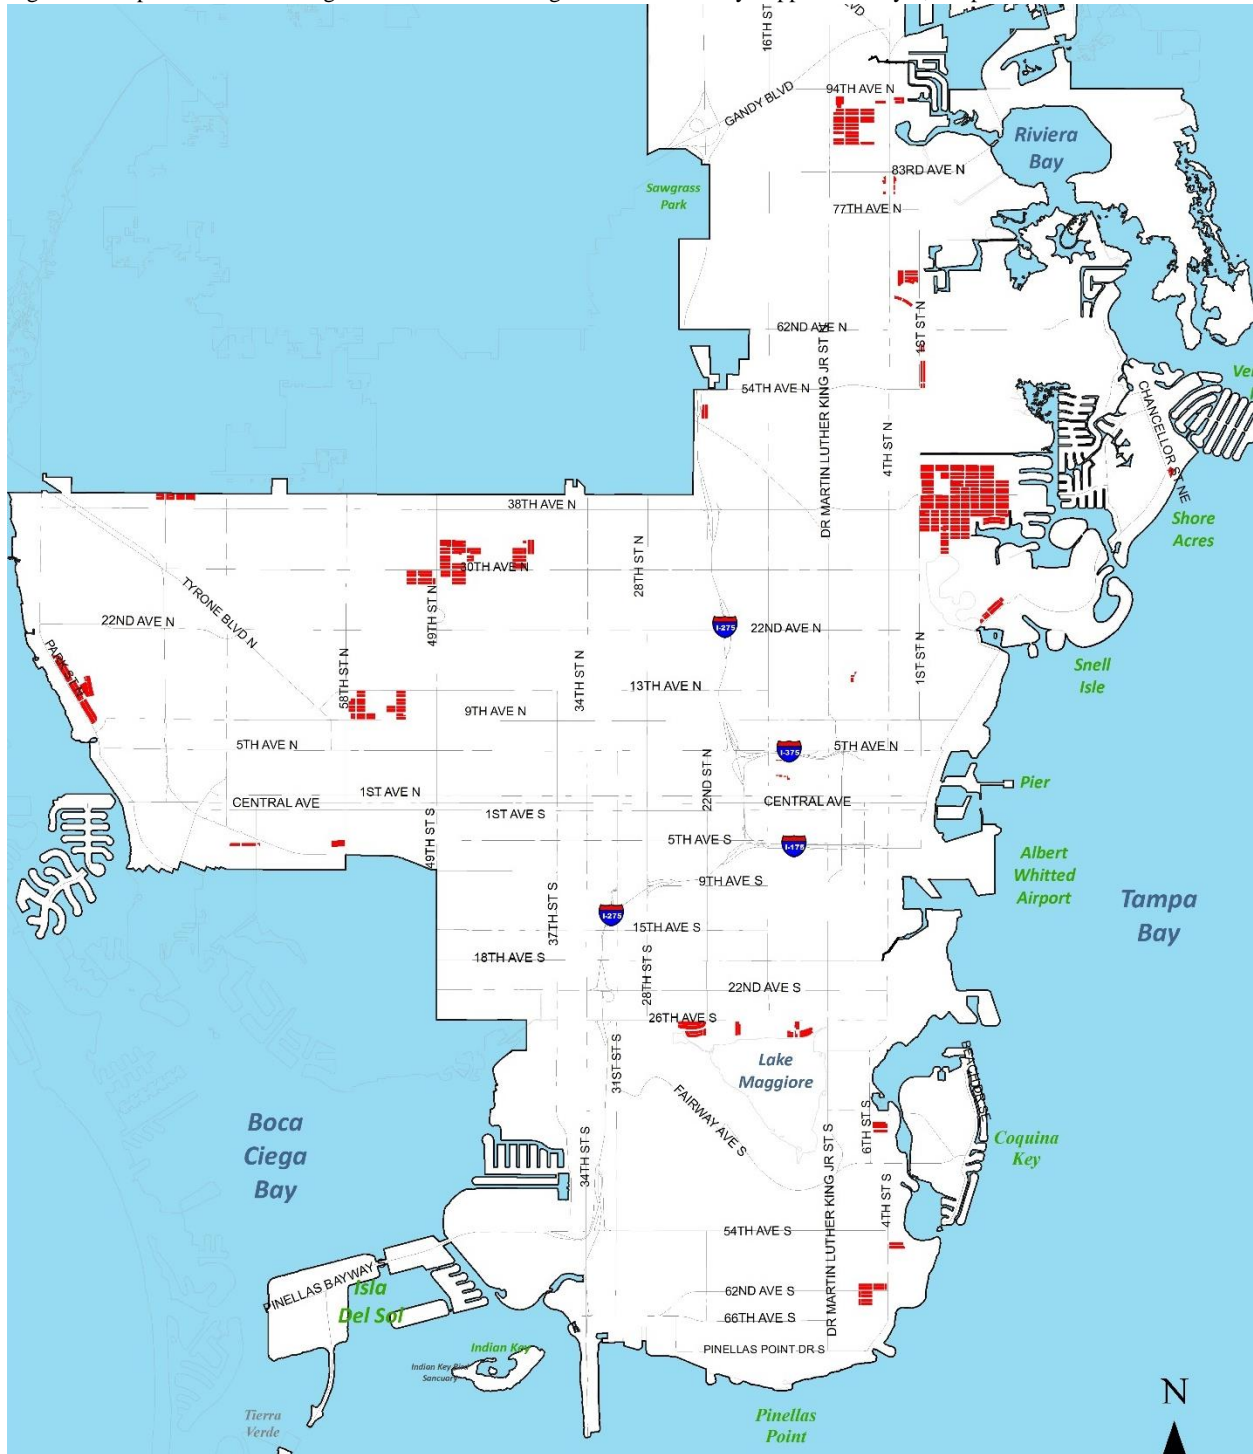 16TH ST N
94TH AVE N
GANDY BLVD
Riviera
Bay
83RD AVE N
Sawgrass
Park
77TH AVE N
62ND AVE N
1ST ST N
54TH AVE N
DR MARTIN LUTHER KING JR ST N
4TH ST N
CHANCELLOR ST NE
38TH AVE N
Shore
Acres
28TH ST N
30TH AVE N
TYRONE BLVD N
49TH ST N
22ND AVE N
I-275
22ND AVE N
PARK ST N
58TH ST N
34TH ST N
1ST ST N
Snell
Isle
13TH AVE N
9TH AVE N
5TH AVE N
I-375
5TH AVE N
22ND ST N
Pier
1ST AVE N
CENTRAL AVE
CENTRAL AVE
1ST AVE S
49TH ST S
5TH AVE S
I-175
Albert
Whitted
Airport
9TH AVE S
Tampa
Bay
37TH ST S
I-275
15TH AVE S
18TH AVE S
28TH ST S
22ND AVE S
26TH AVE S
31ST ST S
Lake
Maggiore
BEACH DR SE
FAIRWAY AVE S
6TH ST S
Boca
Ciega
Bay
Coquina
Key
34TH ST S
DR MARTIN LUTHER KING JR ST S
4TH ST S
54TH AVE S
PINELLAS BAYWAY
Isla
Del Sol
62ND AVE S
66TH AVE S
PINELLAS POINT DR S
Indian Key
Indian Key Bird
Sancuary
N
Tierra
Verde
Pinellas
Point